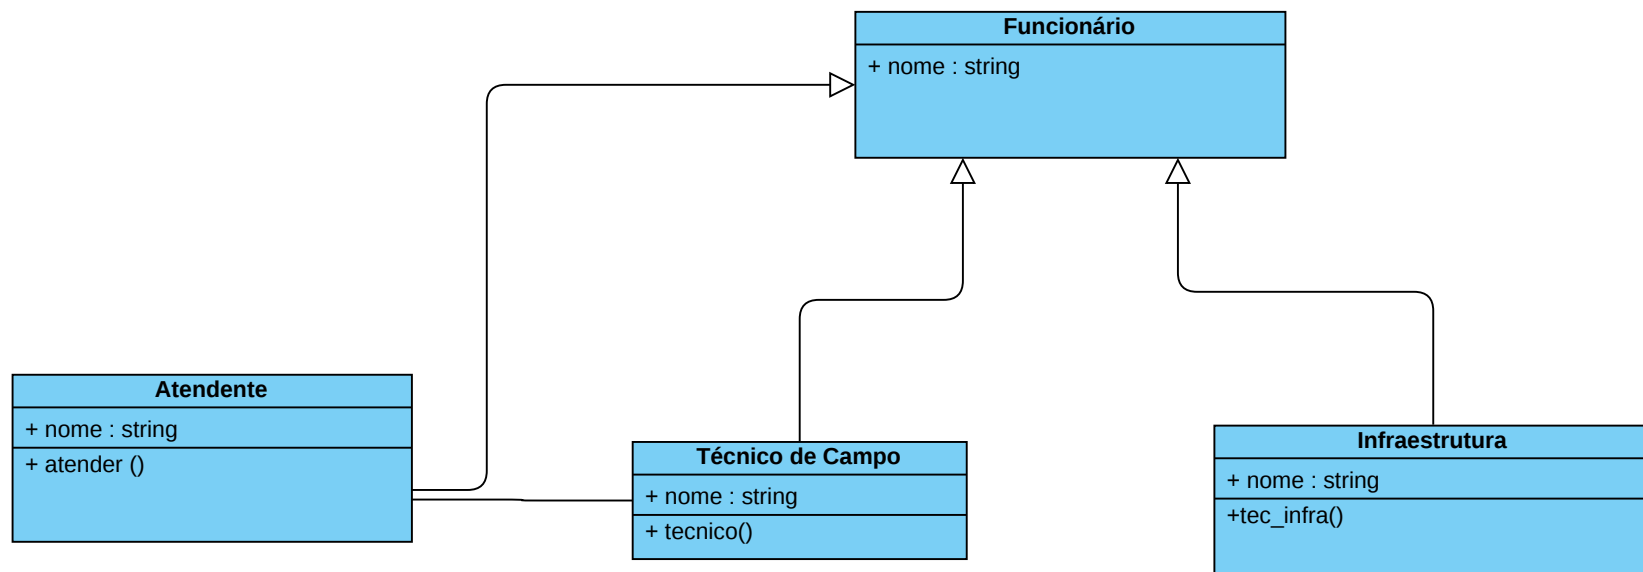 Funcionário
+ nome : string
Atendente
+ nome : string
+ atender ()
Técnico de Campo
+ nome : string
+ tecnico()
Infraestrutura
+ nome : string
+tec_infra()